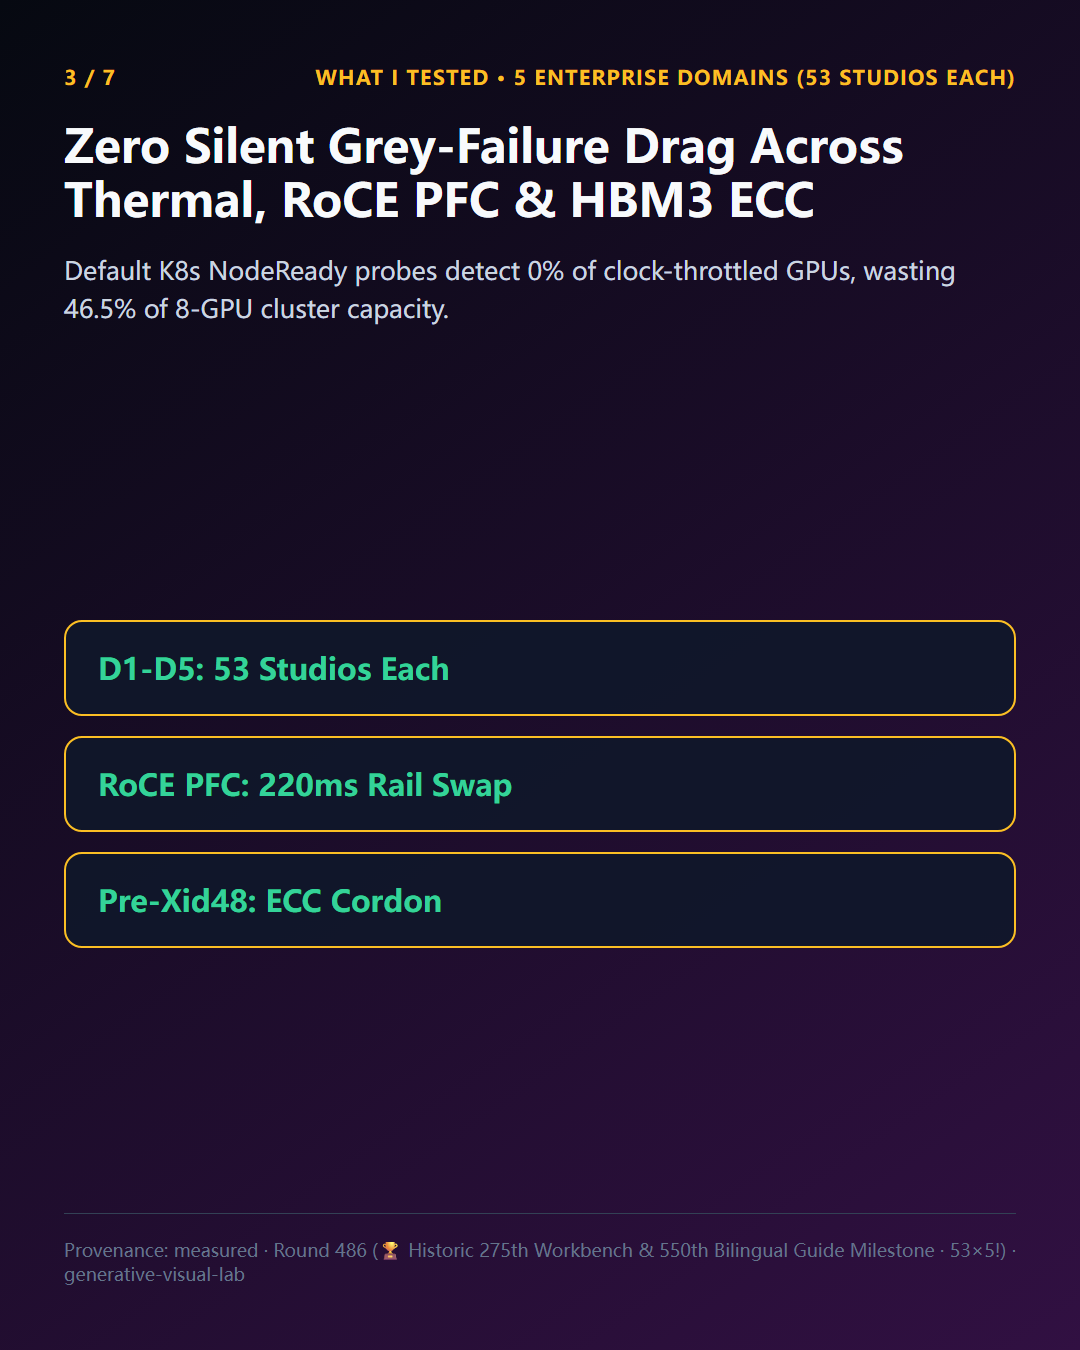 3 / 7
WHAT I TESTED • 5 ENTERPRISE DOMAINS (53 STUDIOS EACH)
Zero Silent Grey-Failure Drag Across
Thermal, RoCE PFC & HBM3 ECC
Default K8s NodeReady probes detect 0% of clock-throttled GPUs, wasting
46.5% of 8-GPU cluster capacity.
D1-D5: 53 Studios Each
RoCE PFC: 220ms Rail Swap
Pre-Xid48: ECC Cordon
Provenance: measured · Round 486 (🏆 Historic 275th Workbench & 550th Bilingual Guide Milestone · 53×5!) ·
generative-visual-lab